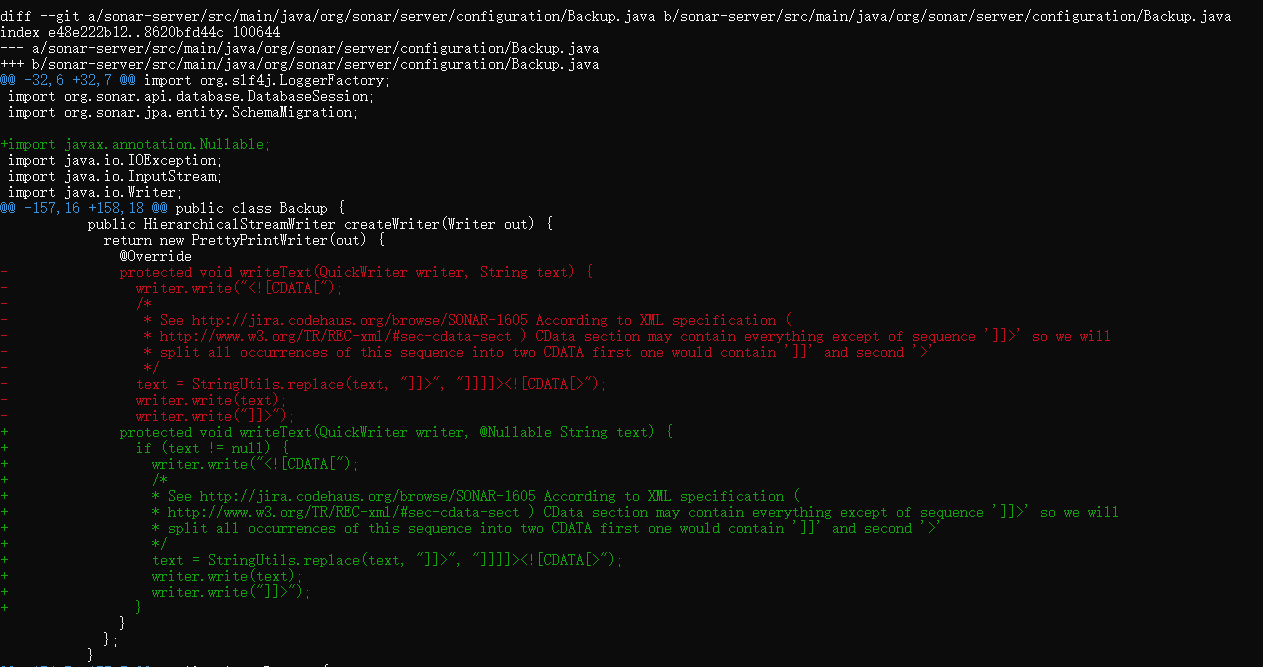 diff --git a/sonar-server/src/main/java/org/sonar/server/configuration/Backup.java b/sonar-server/src/main/java/org/sonar/server/configuration/Backup.java
index e48e222b12..8620bfd44c 100644
--- a/sonar-server/src/main/java/org/sonar/server/configuration/Backup.java
+++ b/sonar-server/src/main/java/org/sonar/server/configuration/Backup.java
@@ -32,6 +32,7 @@ import org.slf4j.LoggerFactory;
 import org.sonar.api.database.DatabaseSession;
 import org.sonar.jpa.entity.SchemaMigration;
+import javax.annotation.Nullable;
 import java.io.IOException;
 import java.io.InputStream;
 import java.io.Writer;
@@ -157,16 +158,18 @@ public class Backup {
           public HierarchicalStreamWriter createWriter(Writer out) {
             return new PrettyPrintWriter(out) {
               @Override
-              protected void writeText(QuickWriter writer, String text) {
-                writer.write("<![CDATA[");
-                /*
-                 * See http://jira.codehaus.org/browse/SONAR-1605 According to XML specification (
-                 * http://www.w3.org/TR/REC-xml/#sec-cdata-sect ) CData section may contain everything except of sequence ']]>' so we will
-                 * split all occurrences of this sequence into two CDATA first one would contain ']]' and second '>'
-                 */
-                text = StringUtils.replace(text, "]]>", "]]]]><![CDATA[>");
-                writer.write(text);
-                writer.write("]]>");
+              protected void writeText(QuickWriter writer, @Nullable String text) {
+                if (text != null) {
+                  writer.write("<![CDATA[");
+                  /*
+                  * See http://jira.codehaus.org/browse/SONAR-1605 According to XML specification (
+                  * http://www.w3.org/TR/REC-xml/#sec-cdata-sect ) CData section may contain everything except of sequence ']]>' so we will
+                  * split all occurrences of this sequence into two CDATA first one would contain ']]' and second '>'
+                  */
+                  text = StringUtils.replace(text, "]]>", "]]]]><![CDATA[>");
+                  writer.write(text);
+                  writer.write("]]>");
+                }
               }
             };
           }